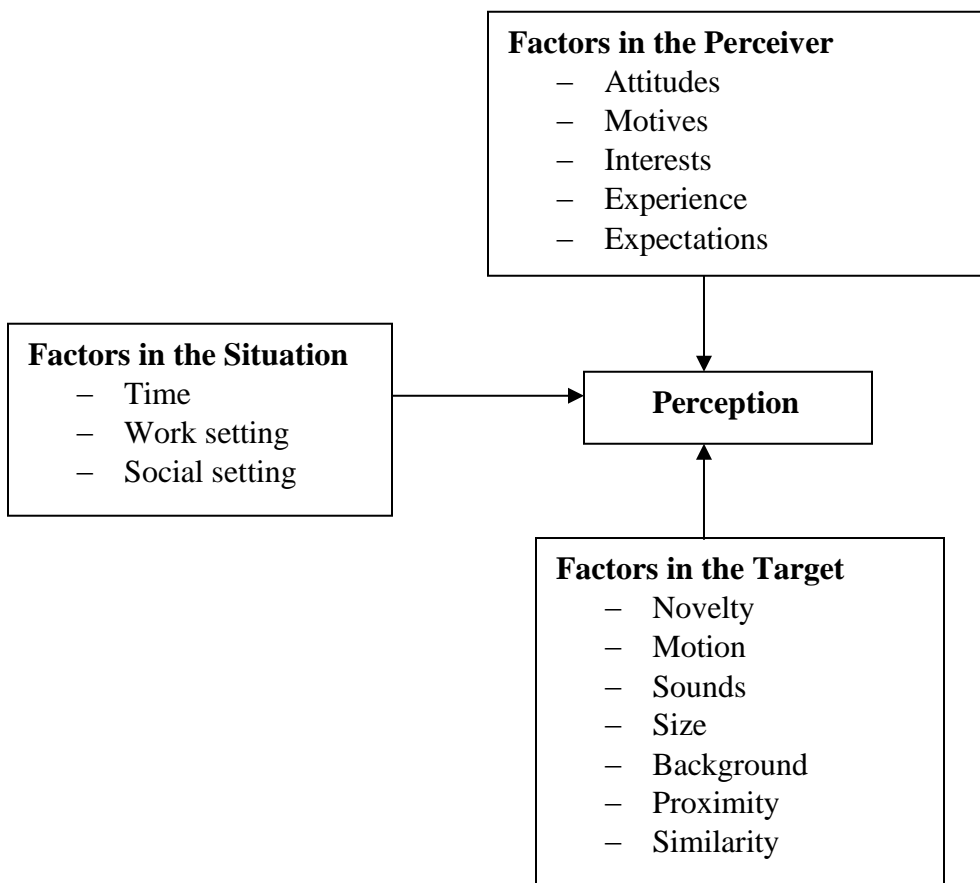 Factors in the Perceiver
– Attitudes
– Motives
– Interests
– Experience
– Expectations
Factors in the Situation
– Time
– Work setting
– Social setting
Perception
Factors in the Target
– Novelty
– Motion
– Sounds
– Size
– Background
– Proximity
– Similarity